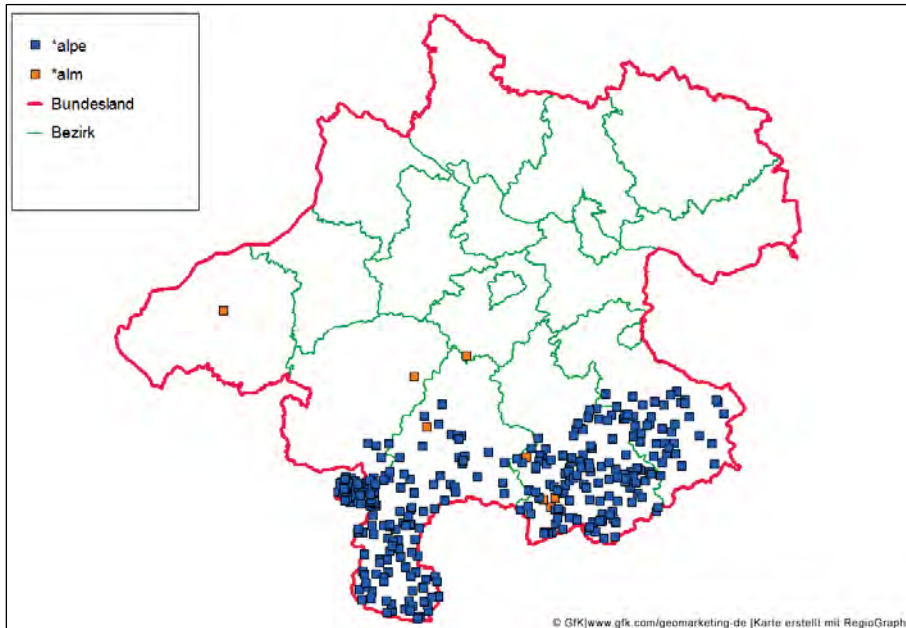 *alpe
*alm
Bundesland
Bezirk
© GfK|www.gfk.com/geomarketing-de |Karte erstellt mit RegioGraph